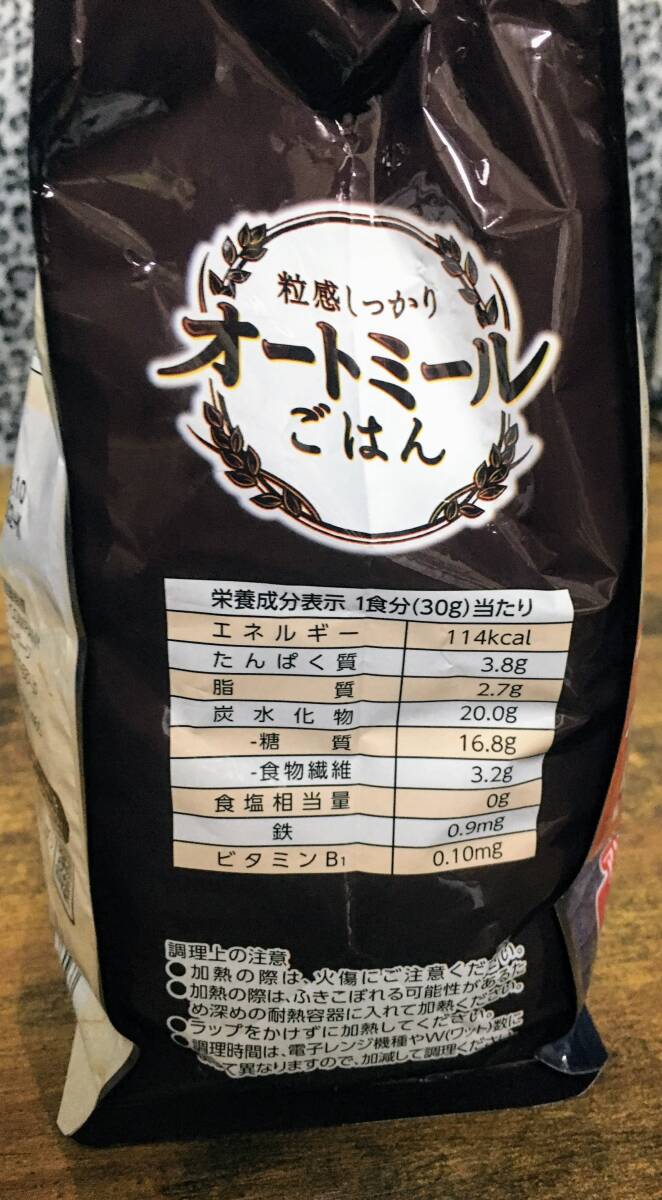 粒感しっかり
オートミール
ごはん
栄養成分表示 1食分(30g)当たり
エネルギー 114kcal
たんぱく質 3.8g
脂質 2.7g
炭水化物 20.0g
-糖質 16.8g
-食物繊維 3.2g
食塩相当量 0g
鉄 0.9mg
ビタミンB1 0.10mg
調理上の注意
●加熱の際は、火傷にご注意ください。
●加熱の際は、ふきこぼれる可能性があるた
め深めの耐熱容器に入れて加熱ください。
●ラップをかけずに加熱してください。
●調理時間は、電子レンジ機種やW(ワット)数に
て異なりますので、加減して調理くださ